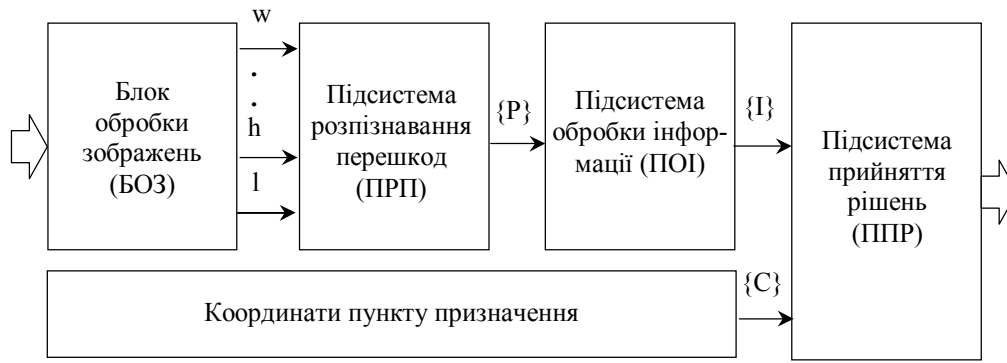 w
.
.
h
l
Блок
обробки
зображень
(БОЗ)
Підсистема
розпізнавання
перешкод
(ПРП)
{P}
Підсистема
обробки інфор-
мації (ПОІ)
{I}
Підсистема
прийняття
рішень
(ППР)
Координати пункту призначення
{C}